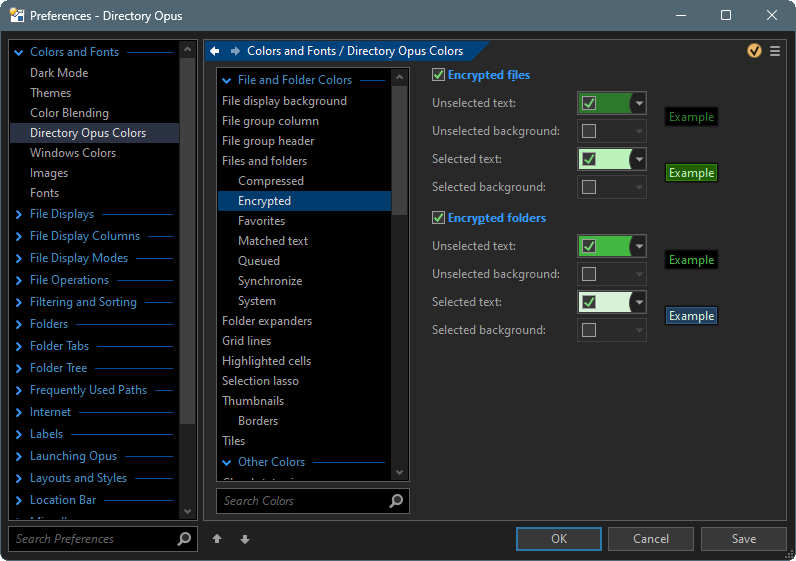 Preferences - Directory Opus
Colors and Fonts
Dark Mode
Themes
Color Blending
Directory Opus Colors
Windows Colors
Images
Fonts
File Displays
File Display Columns
File Display Modes
File Operations
Filtering and Sorting
Folders
Folder Tabs
Folder Tree
Frequently Used Paths
Internet
Labels
Launching Opus
Layouts and Styles
Location Bar
Search Preferences
Colors and Fonts / Directory Opus Colors
File and Folder Colors
File display background
File group column
File group header
Files and folders
Compressed
Encrypted
Favorites
Matched text
Queued
Synchronize
System
Folder expanders
Grid lines
Highlighted cells
Selection lasso
Thumbnails
Borders
Tiles
Other Colors
Search Colors
Encrypted files
Unselected text:
Example
Unselected background:
Selected text:
Example
Selected background:
Encrypted folders
Unselected text:
Example
Unselected background:
Selected text:
Example
Selected background:
OK
Cancel
Save